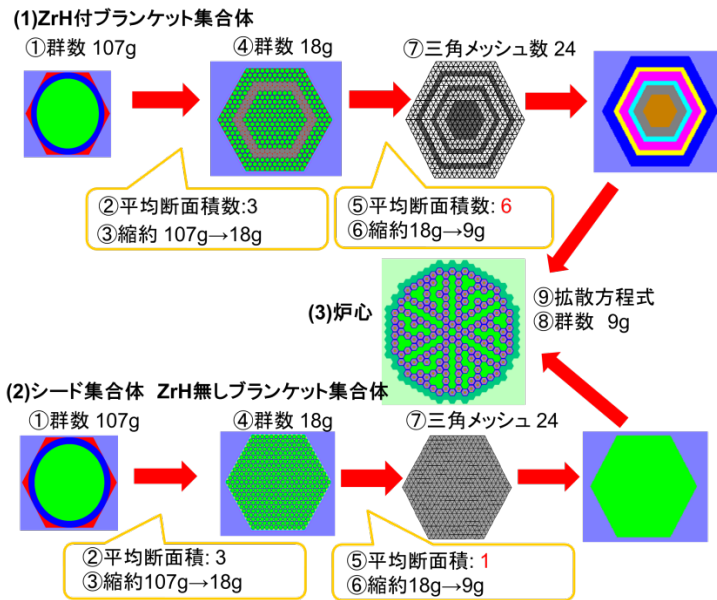 (1)ZrH付ブランケット集合体
①群数 107g
④群数 18g
⑦三角メッシュ数 24
②平均断面積数:3
③縮約 107g→18g
⑤平均断面積数: 6
⑥縮約18g→9g
(3)炉心
⑨拡散方程式
⑧群数 9g
(2)シード集合体 ZrH無しブランケット集合体
①群数 107g
④群数 18g
⑦三角メッシュ 24
②平均断面積: 3
③縮約107g→18g
⑤平均断面積: 1
⑥縮約18g→9g